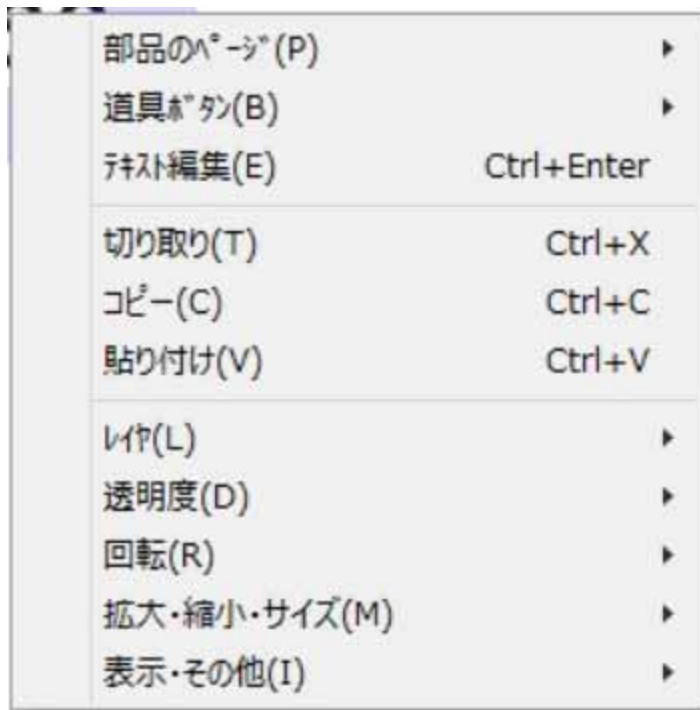 部品のﾍﾟｰｼﾞ(P)
道具ﾎﾞﾀﾝ(B)
ﾃｷｽﾄ編集(E) Ctrl+Enter
切り取り(T) Ctrl+X
コピー(C) Ctrl+C
貼り付け(V) Ctrl+V
ﾚｲﾔ(L)
透明度(D)
回転(R)
拡大・縮小・サイズ(M)
表示・その他(I)